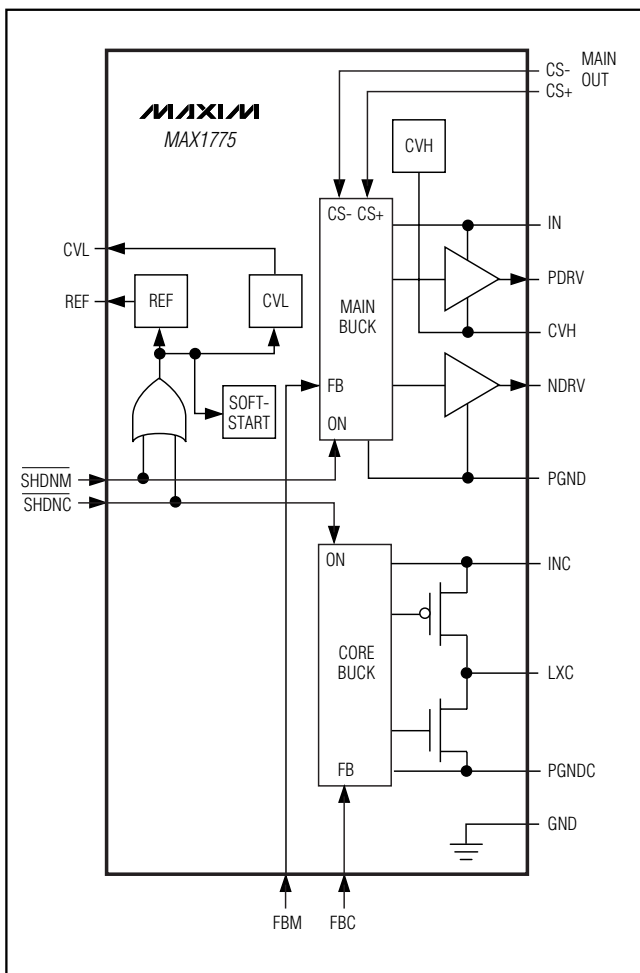 CS- MAIN
OUT
CS+
MAXIM
MAX1775
CVH
CS- CS+
IN
CVL
PDRV
REF
REF
CVL
MAIN
BUCK
CVH
FB
NDRV
SOFT-
START
ON
SHDNM
PGND
SHDNC
ON
INC
CORE
BUCK
LXC
FB
PGNDC
GND
FBM
FBC